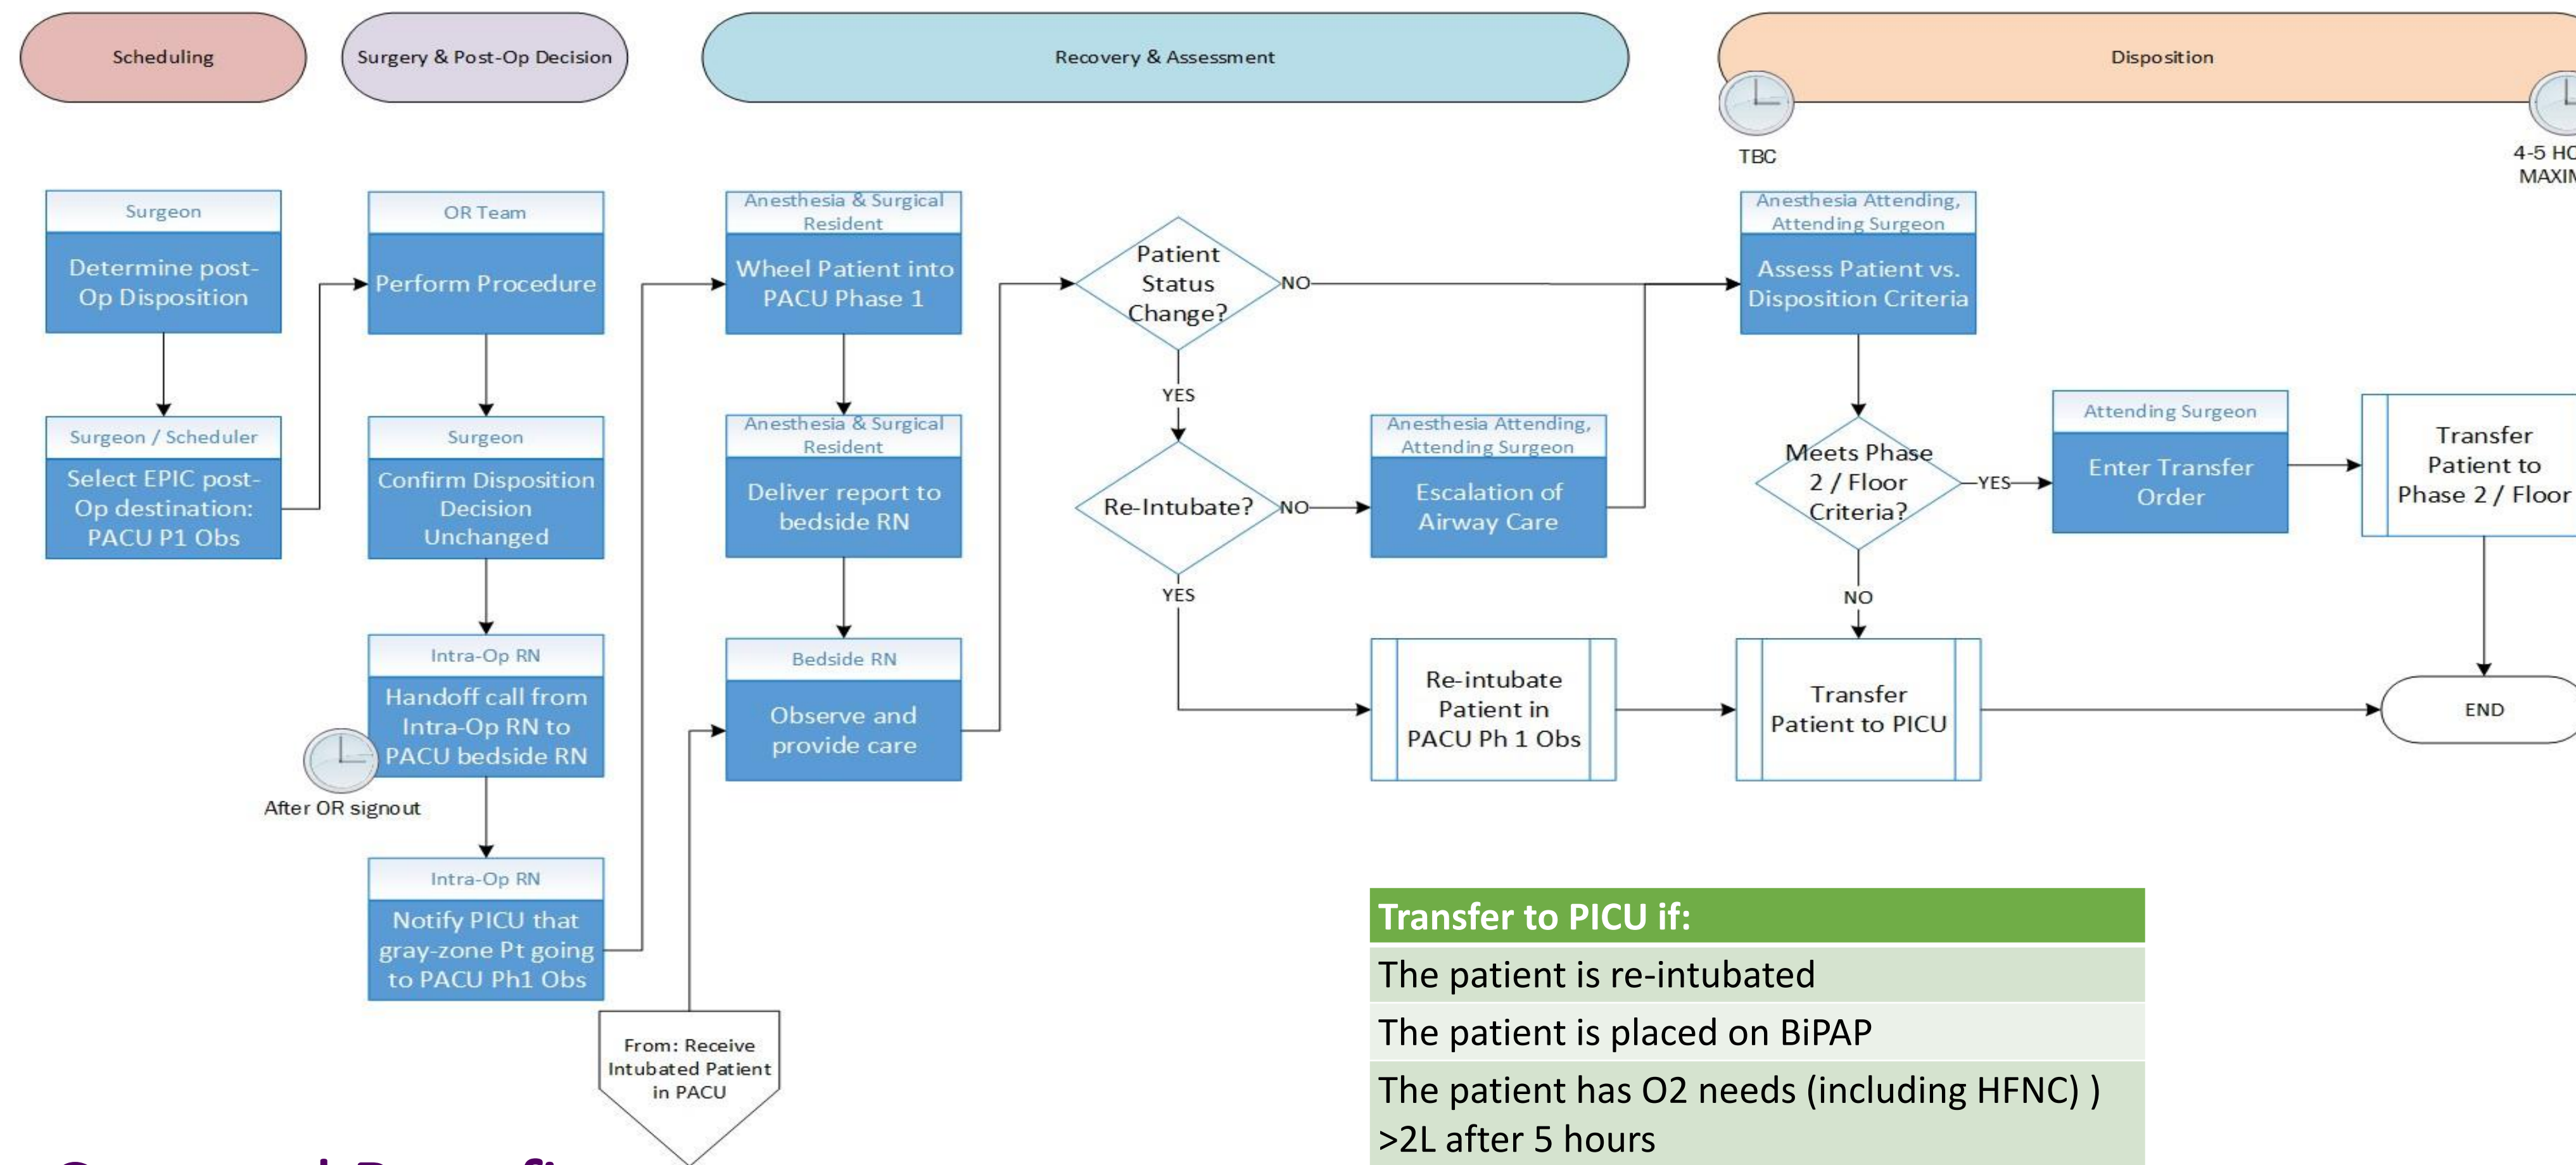 Scheduling
Surgery & Post-Op Decision
Recovery & Assessment
Disposition
TBC
4-5
Surgeon
Determine post-
Op Disposition
Surgeon / Scheduler
Select EPIC post-
Op destination:
PACU P1 Obs
OR Team
Perform Procedure
Surgeon
Confirm Disposition
Decision
Unchanged
Intra-Op RN
Handoff call from
Intra-Op RN to
PACU bedside RN
After OR signout
Intra-Op RN
Notify PICU that
gray-zone Pt going
to PACU Ph1 Obs
Anesthesia & Surgical
Resident
Wheel Patient into
PACU Phase 1
Anesthesia & Surgical
Resident
Deliver report to
bedside RN
Bedside RN
Observe and
provide care
From: Receive
Intubated Patient
in PACU
Patient
Status
Change?
NO
YES
Re-Intubate?
NO
YES
Anesthesia Attending,
Attending Surgeon
Escalation of
Airway Care
Re-intubate
Patient in
PACU Ph 1 Obs
Anesthesia Attending,
Attending Surgeon
Assess Patient vs.
Disposition Criteria
Meets Phase
2 / Floor
Criteria?
YES
NO
Transfer
Patient to PICU
Attending Surgeon
Enter Transfer
Order
Transfer
Patient to
Phase 2 / Floor
END
Transfer to PICU if:
The patient is re-intubated
The patient is placed on BiPAP
The patient has O2 needs (including HFNC) )
>2L after 5 hours